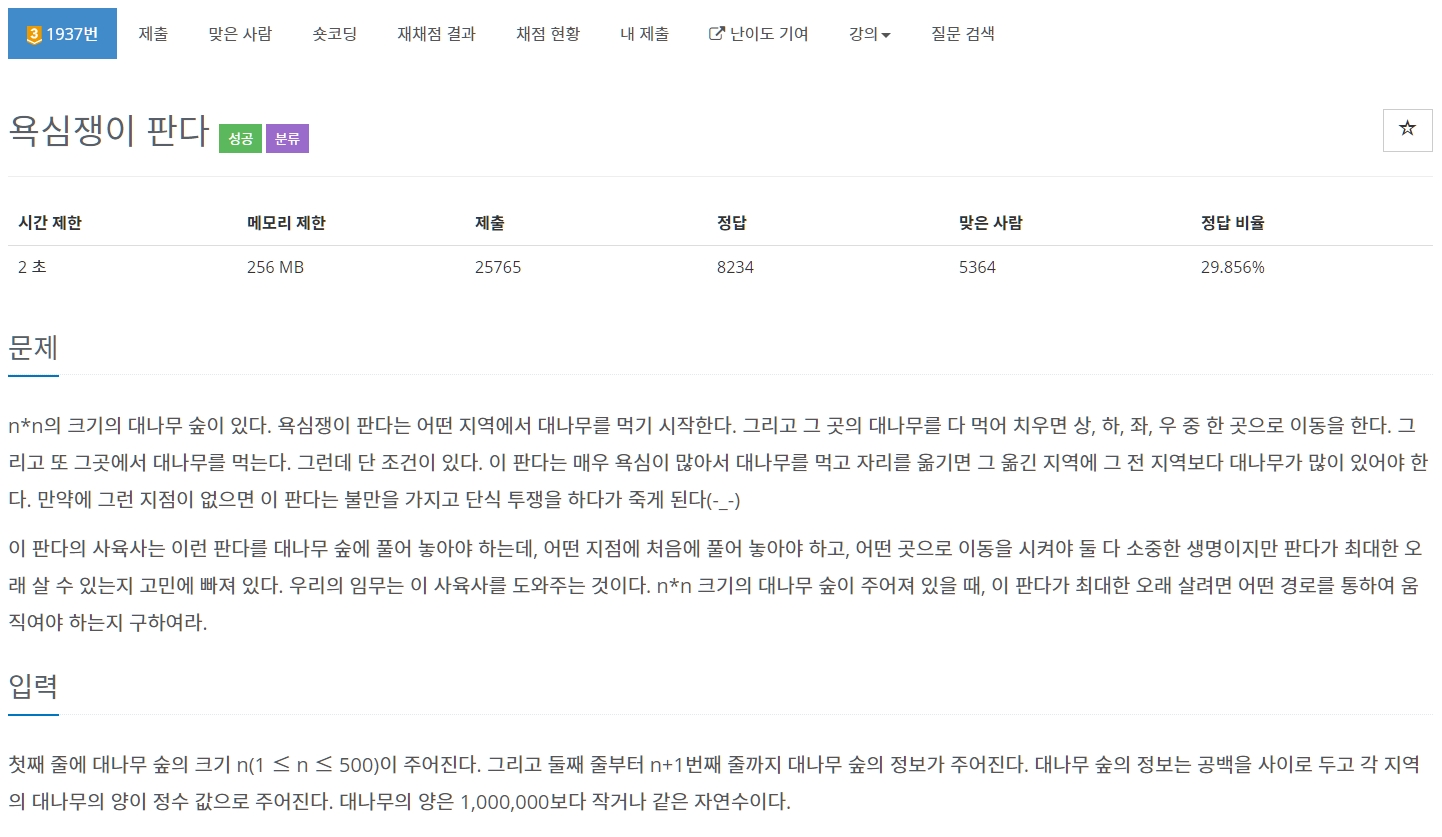 3 1937번 제출 맞은 사람 숏코딩 재채점 결과 채점 현황 내 제출 난이도 기여 강의 질문 검색
욕심쟁이 판다 성공 분류
시간 제한 메모리 제한 제출 정답 맞은 사람 정답 비율
2 초 256 MB 25765 8234 5364 29.856%
문제
n*n의 크기의 대나무 숲이 있다. 욕심쟁이 판다는 어떤 지역에서 대나무를 먹기 시작한다. 그리고 그 곳의 대나무를 다 먹어 치우면 상, 하, 좌, 우 중 한 곳으로 이동을 한다. 그
리고 또 그곳에서 대나무를 먹는다. 그런데 단 조건이 있다. 이 판다는 매우 욕심이 많아서 대나무를 먹고 자리를 옮기면 그 옮긴 지역에 그 전 지역보다 대나무가 많이 있어야 한
다. 만약에 그런 지점이 없으면 이 판다는 불만을 가지고 단식 투쟁을 하다가 죽게 된다(-_-)
이 판다의 사육사는 이런 판다를 대나무 숲에 풀어 놓아야 하는데, 어떤 지점에 처음에 풀어 놓아야 하고, 어떤 곳으로 이동을 시켜야 둘 다 소중한 생명이지만 판다가 최대한 오
래 살 수 있는지 고민에 빠져 있다. 우리의 임무는 이 사육사를 도와주는 것이다. n*n 크기의 대나무 숲이 주어져 있을 때, 이 판다가 최대한 오래 살려면 어떤 경로를 통하여 움
직여야 하는지 구하여라.
입력
첫째 줄에 대나무 숲의 크기 n(1 ≤ n ≤ 500)이 주어진다. 그리고 둘째 줄부터 n+1번째 줄까지 대나무 숲의 정보가 주어진다. 대나무 숲의 정보는 공백을 사이로 두고 각 지역
의 대나무의 양이 정수 값으로 주어진다. 대나무의 양은 1,000,000보다 작거나 같은 자연수이다.